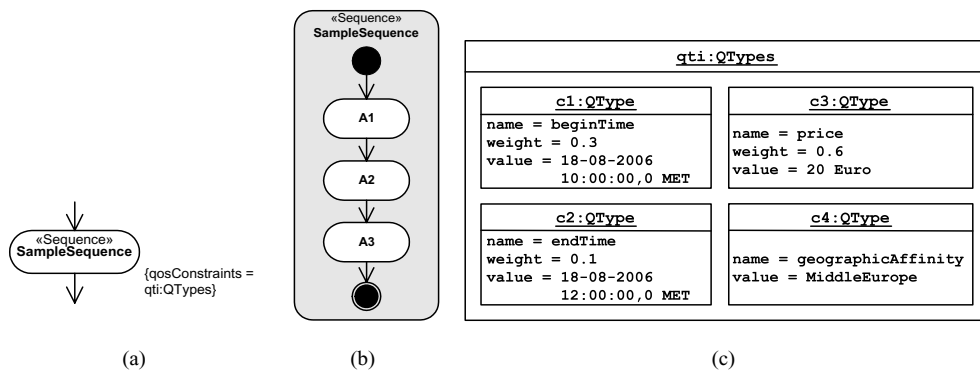 «Sequence»
SampleSequence
{qosConstraints =
qti:QTypes}
(a)
«Sequence»
SampleSequence
A1
A2
A3
(b)
qti:QTypes
c1:QType
name = beginTime
weight = 0.3
value = 18-08-2006
10:00:00,0 MET
c3:QType
name = price
weight = 0.6
value = 20 Euro
c2:QType
name = endTime
weight = 0.1
value = 18-08-2006
12:00:00,0 MET
c4:QType
name = geographicAffinity
value = MiddleEurope
(c)